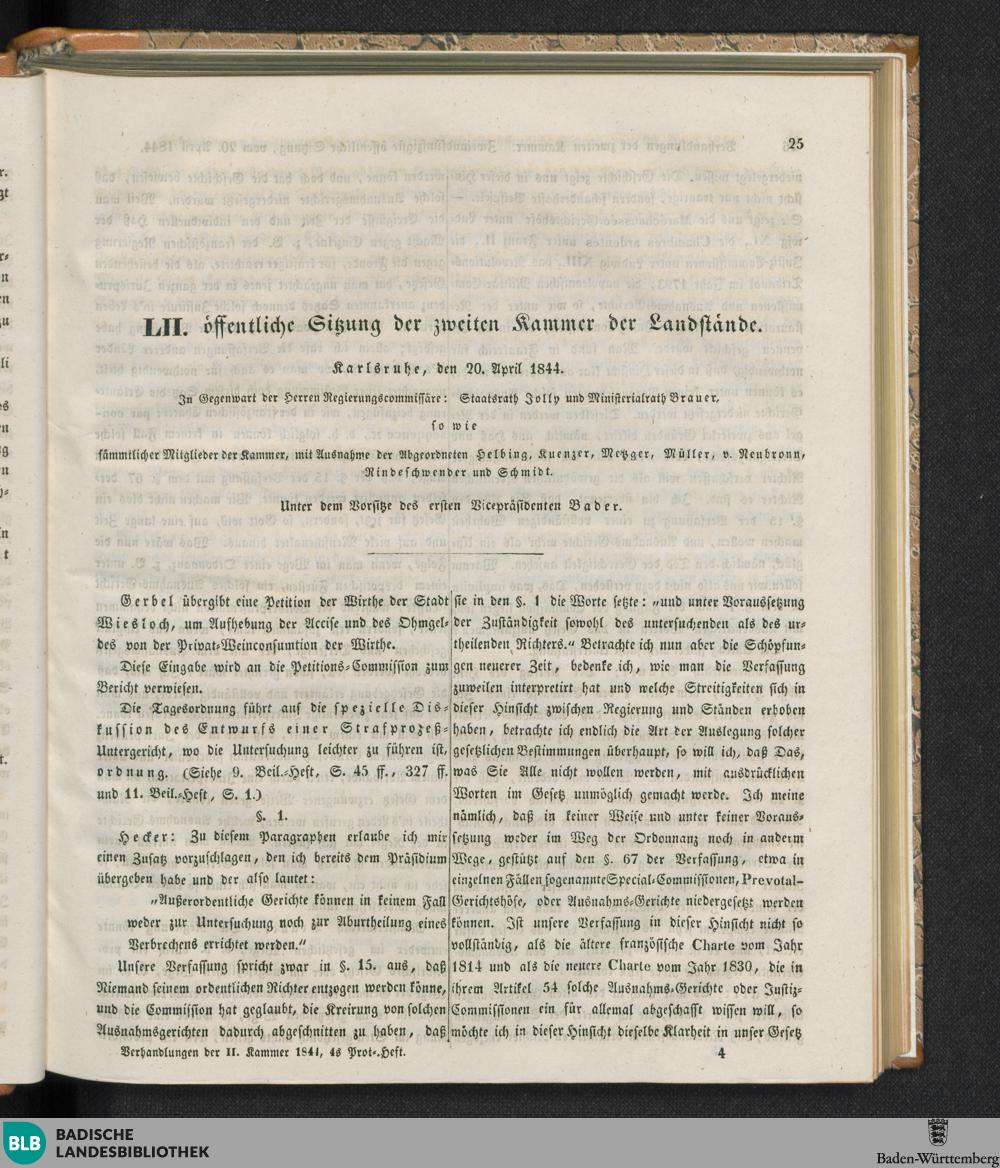 25
LII. öffentliche Sitzung der zweiten Kammer der Landstände.
Karlsruhe, den 20. April 1844.
In Gegenwart der Herren Regierungscommissäre: Staatsrath Jolly und Ministerialrath Brauer,
so wie
sämmtlicher Mitglieder der Kammer, mit Ausnahme der Abgeordneten Helbing, Kuenzer, Metzger, Müller, v. Neubronn,
Rindeschwender und Schmidt.
Unter dem Vorsitze des ersten Vicepräsidenten Bader.
Gerbel übergibt eine Petition der Wirthe der Stadt
Wiesloch, um Aufhebung der Accise und des Ohmgel-
des von der Privat-Weinconsumtion der Wirthe.
Diese Eingabe wird an die Petitions-Commission zum
Bericht verwiesen.
Die Tagesordnung führt auf die spezielle Dis-
kussion des Entwurfs einer Strafprozeß-
Untergericht, wo die Untersuchung leichter zu führen ist,
ordnung. (Siehe 9. Beil.-Heft, S. 45 ff., 327 ff.
und 11. Beil.-Heft, S. 1.)
§. 1.
Hecker: Zu diesem Paragraphen erlaube ich mir
einen Zusatz vorzuschlagen, den ich bereits dem Präsidium
übergeben habe und der also lautet:
„Außerordentliche Gerichte können in keinem Fall
weder zur Untersuchung noch zur Aburtheilung eines
Verbrechens errichtet werden.“
Unsere Verfassung spricht zwar in §. 15. aus, daß
Niemand seinem ordentlichen Richter entzogen werden könne,
und die Commission hat geglaubt, die Kreirung von solchen
Ausnahmsgerichten dadurch abgeschnitten zu haben, daß
sie in den §. 1 die Worte setzte: „und unter Voraussetzung
der Zuständigkeit sowohl des untersuchenden als des ur-
theilenden Richters.“ Betrachte ich nun aber die Schöpfun-
gen neuerer Zeit, bedenke ich, wie man die Verfassung
zuweilen interpretirt hat und welche Streitigkeiten sich in
dieser Hinsicht zwischen Regierung und Ständen erhoben
haben, betrachte ich endlich die Art der Auslegung solcher
gesetzlichen Bestimmungen überhaupt, so will ich, daß Das,
was Sie Alle nicht wollen werden, mit ausdrücklichen
Worten im Gesetz unmöglich gemacht werde. Ich meine
nämlich, daß in keiner Weise und unter keiner Voraus-
setzung weder im Weg der Ordonnanz noch in anderm
Wege, gestützt auf den §. 67 der Verfassung, etwa in
einzelnen Fällen sogenannte Special-Commissionen, Prevotal-
Gerichtshöfe, oder Ausnahms-Gerichte niedergesetzt werden
können. Ist unsere Verfassung in dieser Hinsicht nicht so
vollständig, als die ältere französische Charte vom Jahr
1814 und als die neuere Charte vom Jahr 1830, die in
ihrem Artikel 54 solche Ausnahms-Gerichte oder Justiz-
Commissionen ein für allemal abgeschafft wissen will, so
möchte ich in dieser Hinsicht dieselbe Klarheit in unser Gesetz
Verhandlungen der II. Kammer 1844, 4s Prot.-Heft.
4
BLB
BADISCHE
LANDESBIBLIOTHEK
Baden-Württemberg